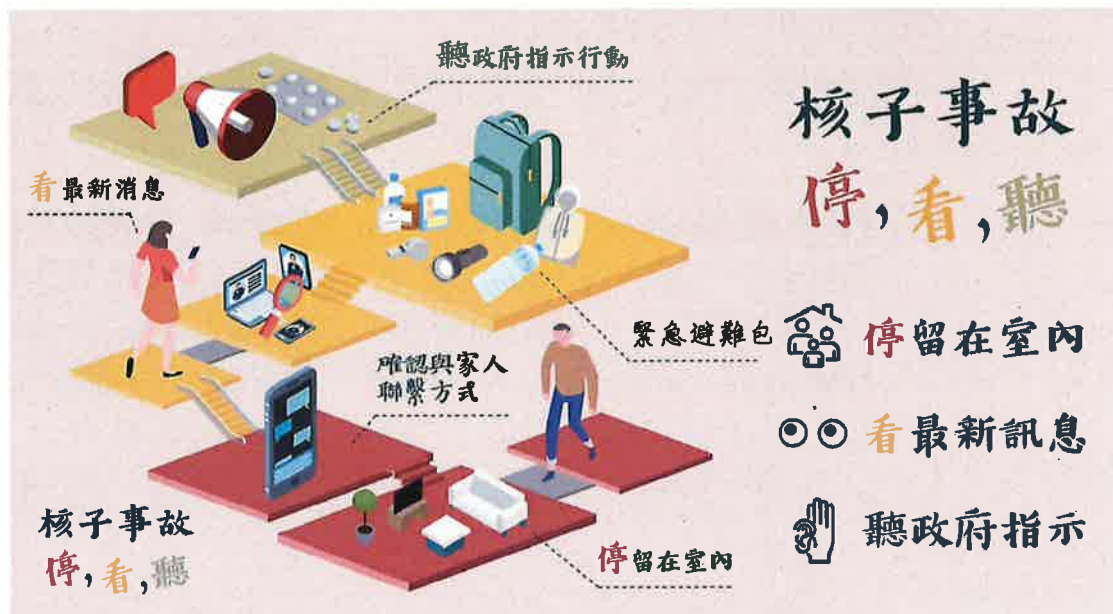 聽政府指示行動
看最新消息
緊急避難包
確認與家人
聯繫方式
停留在室內
核子事故
停,看,聽
核子事故
停,看,聽
停留在室內
看最新訊息
聽政府指示